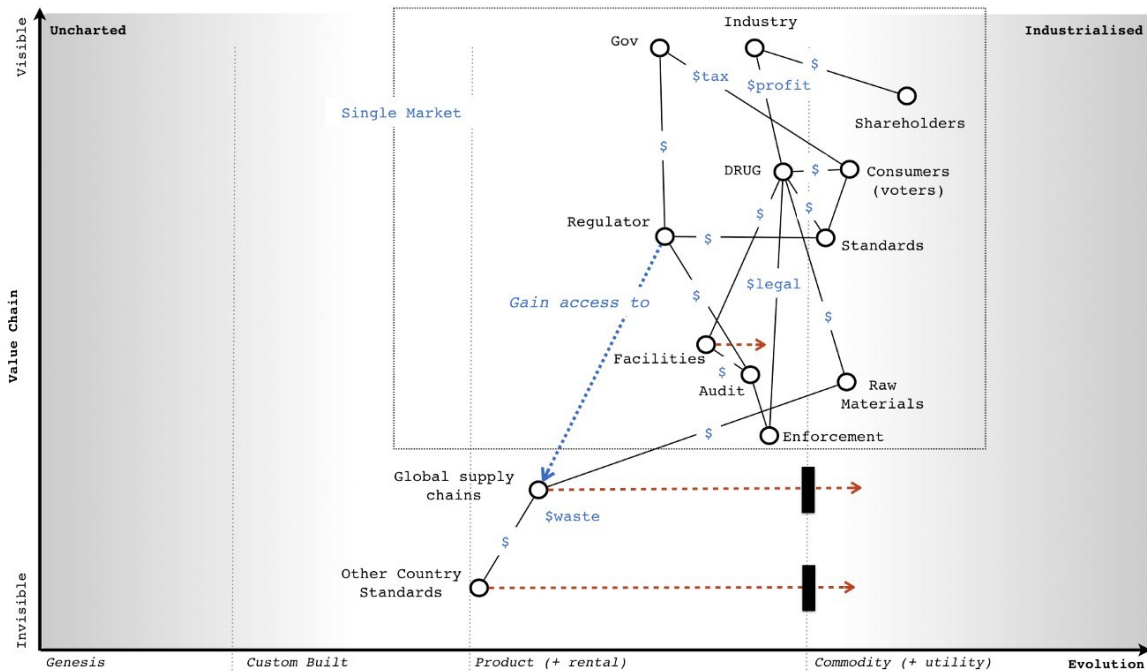 Uncharted
Industry
Industrialised
Visible
Gov
$
$tax
$profit
Shareholders
Single Market
$
DRUG
$
Consumers
(voters)
$
$
Regulator
$
Standards
$legal
Gain access to
$
$
Value Chain
Facilities
$
Audit
Raw
Materials
$
Enforcement
Global supply
chains
$waste
$
Other Country
Standards
Invisible
Genesis
Custom Built
Product (+ rental)
Commodity (+ utility)
Evolution